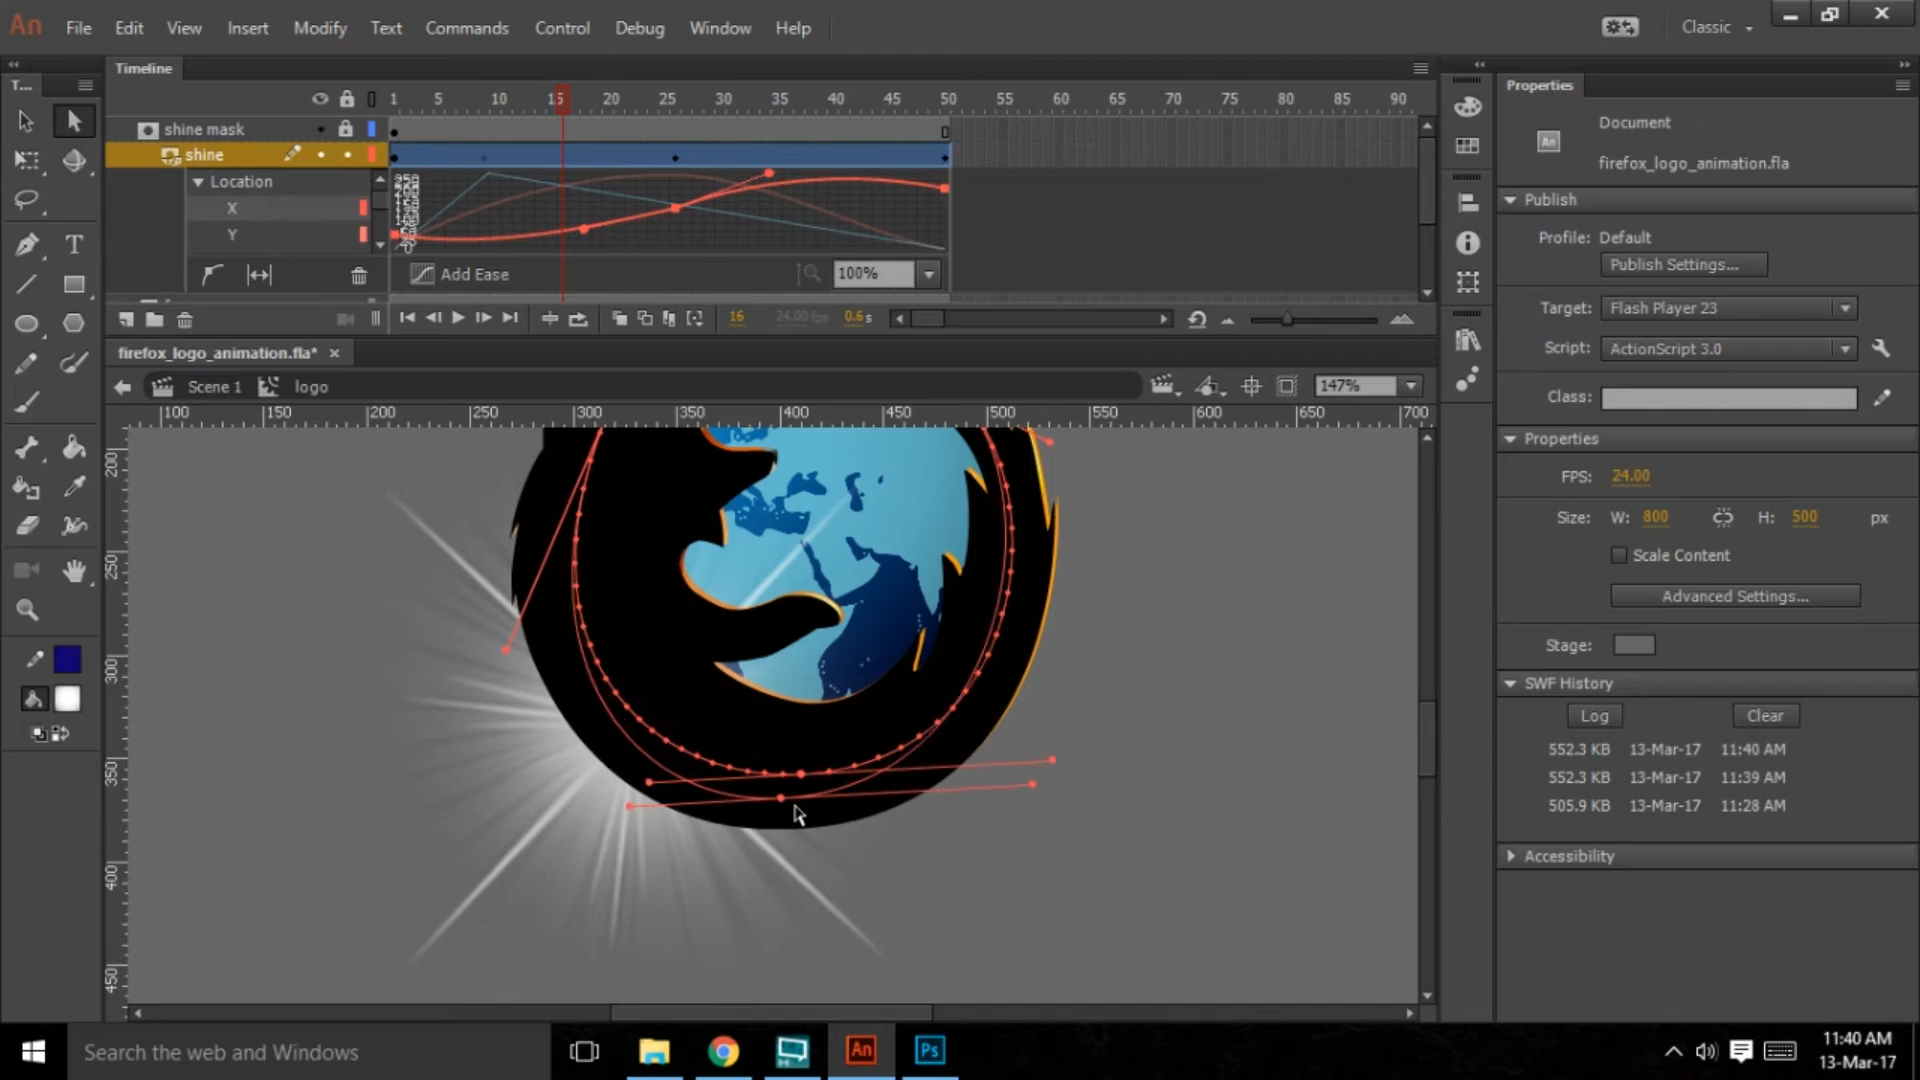 An File Edit View Insert Modify Text Commands Control Debug Window Help Classic
T... Timeline Properties
1 5 10 15 20 25 30 35 40 45 50 55 60 65 70 75 80 85 90
shine mask
shine
Location
X
Y
Add Ease 100%
16 24.00 fps 0.6 s
firefox_logo_animation.fla*
Scene 1 logo 147%
100 150 200 250 300 350 400 450 500 550 600 650 700
200
250
300
350
400
450
Document
An firefox_logo_animation.fla
Publish
Profile: Default
Publish Settings...
Target: Flash Player 23
Script: ActionScript 3.0
Class:
Properties
FPS: 24.00
Size: W: 800 H: 500 px
Scale Content
Advanced Settings...
Stage:
SWF History
Log Clear
552.3 KB 13-Mar-17 11:40 AM
552.3 KB 13-Mar-17 11:39 AM
505.9 KB 13-Mar-17 11:28 AM
Accessibility
Search the web and Windows An Ps 11:40 AM
13-Mar-17